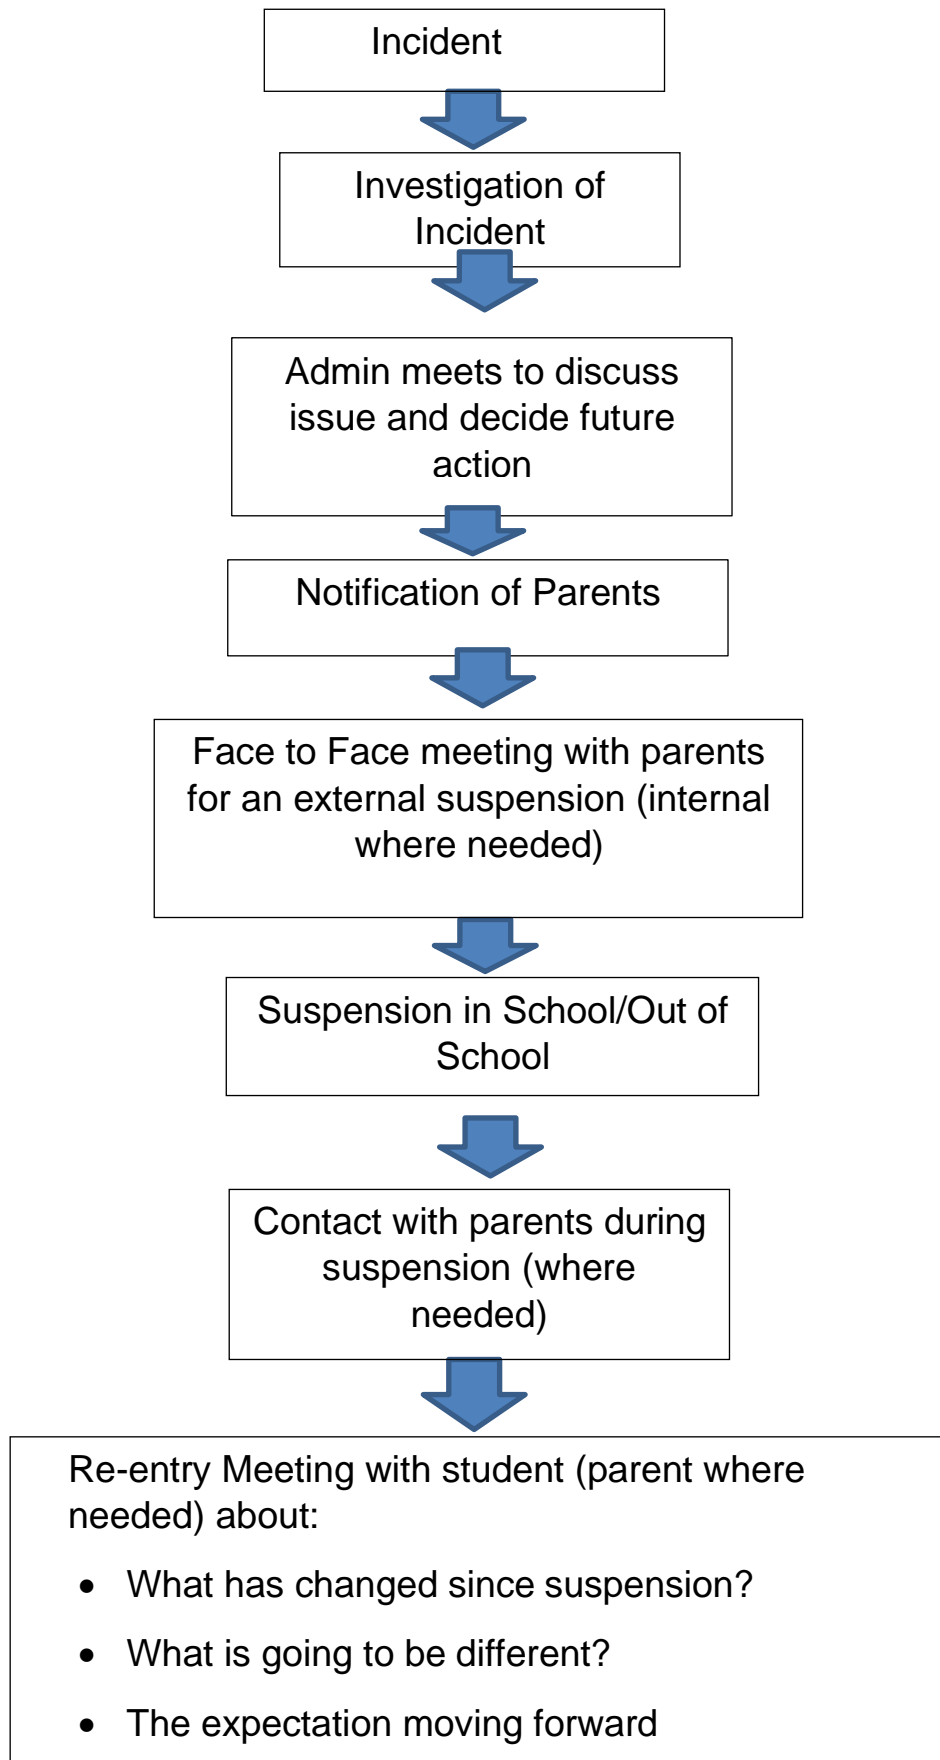 Incident
Investigation of
Incident
Admin meets to discuss
issue and decide future
action
Notification of Parents
Face to Face meeting with parents
for an external suspension (internal
where needed)
Suspension in School/Out of
School
Contact with parents during
suspension (where
needed)
Re-entry Meeting with student (parent where
needed) about:
• What has changed since suspension?
• What is going to be different?
• The expectation moving forward